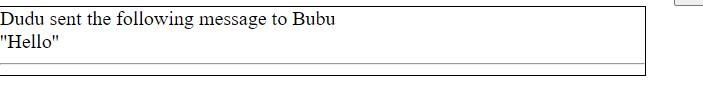 Dudu sent the following message to Bubu
"Hello"